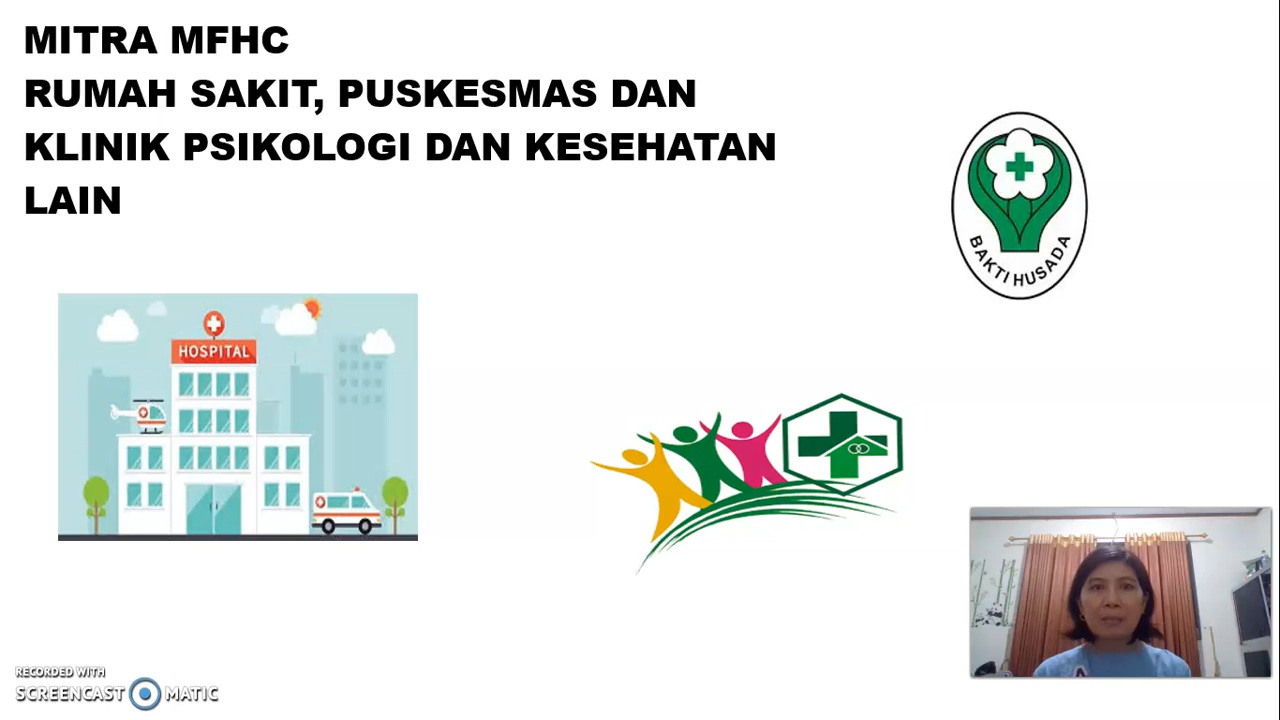 MITRA MFHC
RUMAH SAKIT, PUSKESMAS DAN
KLINIK PSIKOLOGI DAN KESEHATAN
LAIN
BAKTI HUSADA
HOSPITAL
RECORDED WITH
SCREENCAST MATIC